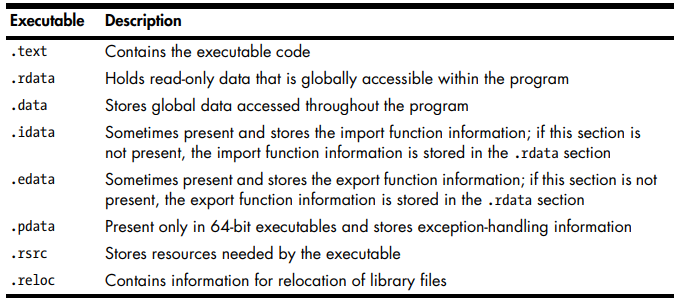 Executable Description
.text Contains the executable code
.rdata Holds read-only data that is globally accessible within the program
.data Stores global data accessed throughout the program
.idata Sometimes present and stores the import function information; if this section is
not present, the import function information is stored in the .rdata section
.edata Sometimes present and stores the export function information; if this section is not
present, the export function information is stored in the .rdata section
.pdata Present only in 64-bit executables and stores exception-handling information
.rsrc Stores resources needed by the executable
.reloc Contains information for relocation of library files